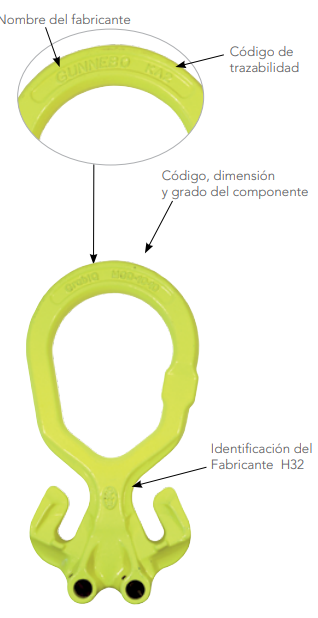 Nombre del fabricante
Código de
trazabilidad
GUNNEBO
Código, dimensión
y grado del componente
Identificación del
Fabricante H32